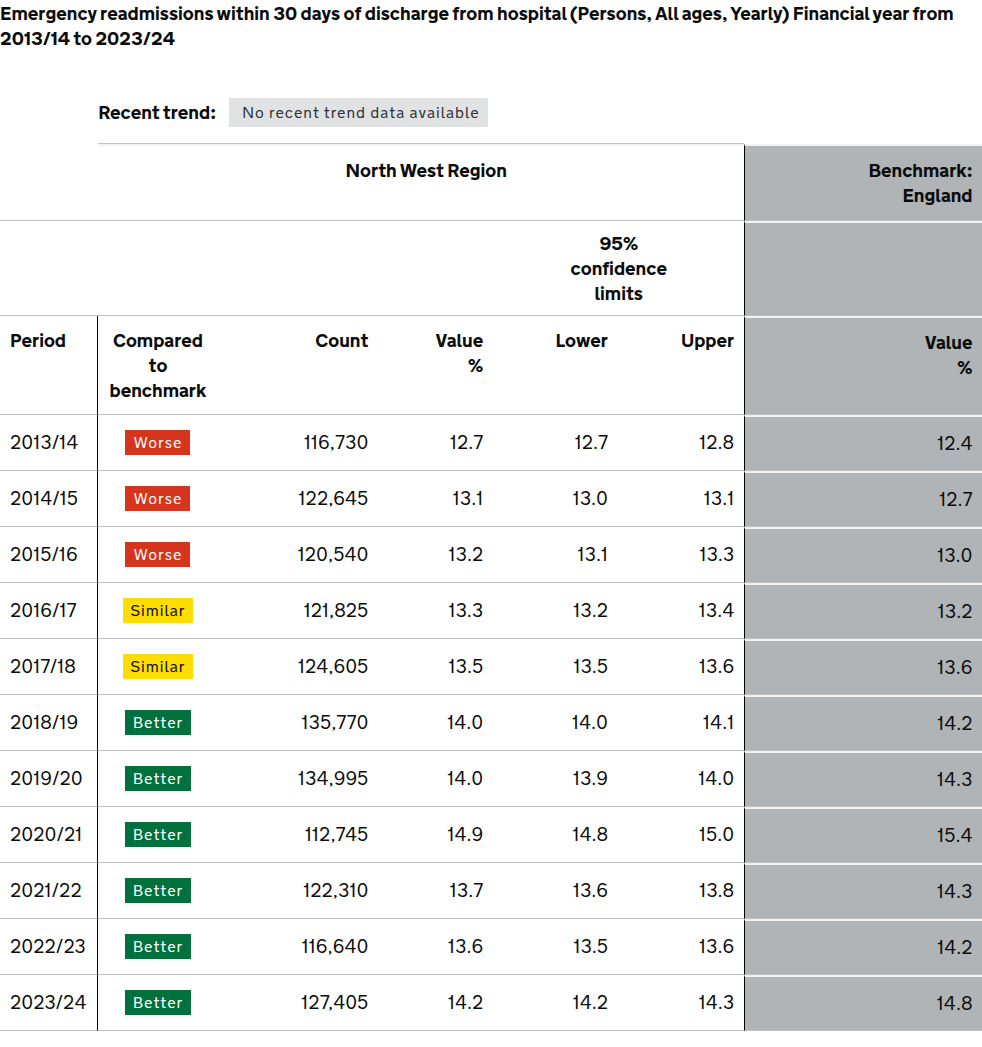 Emergency readmissions within 30 days of discharge from hospital (Persons, All ages, Yearly) Financial year from
2013/14 to 2023/24
Recent trend: No recent trend data available
North West Region Benchmark:
England
95%
confidence
limits
Period Compared to benchmark Count Value % Lower Upper Value %
2013/14 Worse 116,730 12.7 12.7 12.8 12.4
2014/15 Worse 122,645 13.1 13.0 13.1 12.7
2015/16 Worse 120,540 13.2 13.1 13.3 13.0
2016/17 Similar 121,825 13.3 13.2 13.4 13.2
2017/18 Similar 124,605 13.5 13.5 13.6 13.6
2018/19 Better 135,770 14.0 14.0 14.1 14.2
2019/20 Better 134,995 14.0 13.9 14.0 14.3
2020/21 Better 112,745 14.9 14.8 15.0 15.4
2021/22 Better 122,310 13.7 13.6 13.8 14.3
2022/23 Better 116,640 13.6 13.5 13.6 14.2
2023/24 Better 127,405 14.2 14.2 14.3 14.8